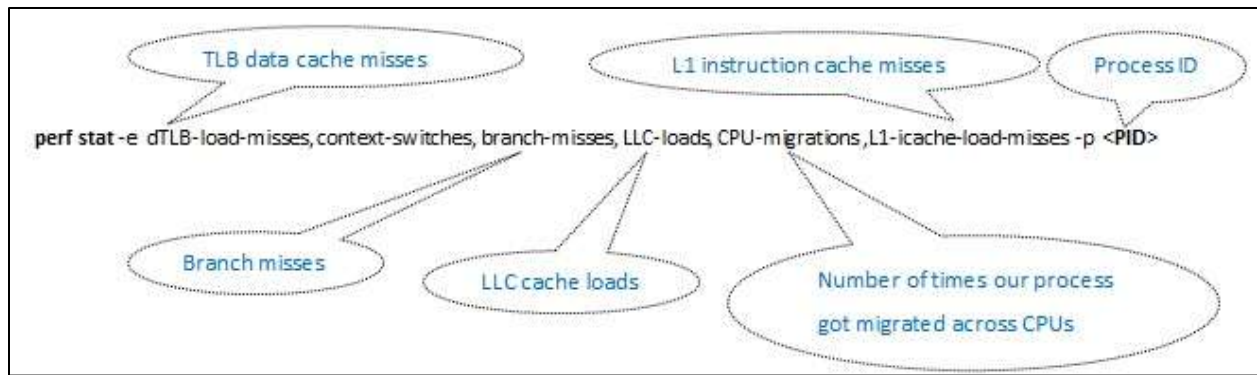 TLB data cache misses
L1 instruction cache misses
Process ID
perf stat -e dTLB-load-misses, context-switches, branch-misses, LLC-loads, CPU-migrations ,L1-icache-load-misses -p <PID>
Branch misses
LLC cache loads
Number of times our process
got migrated across CPUs